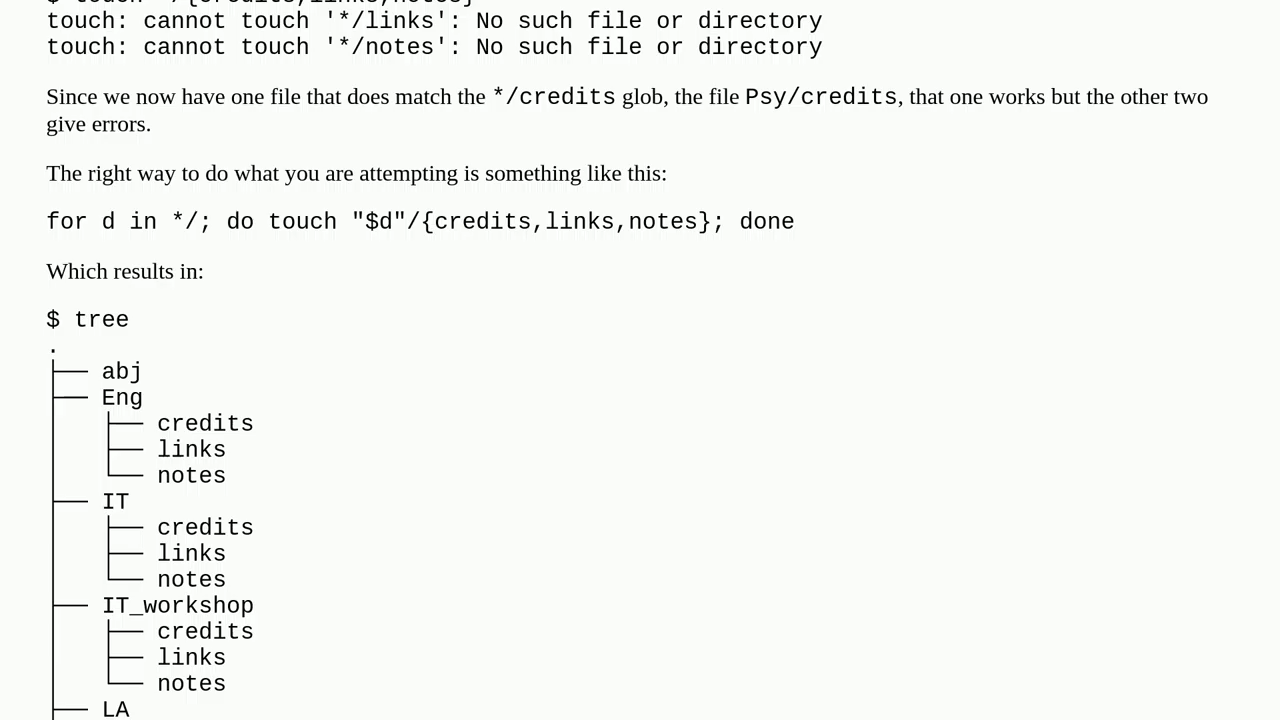 $ touch */{credits,links,notes}
touch: cannot touch '*/links': No such file or directory
touch: cannot touch '*/notes': No such file or directory
Since we now have one file that does match the */credits glob, the file Psy/credits, that one works but the other two
give errors.
The right way to do what you are attempting is something like this:
for d in */; do touch "$d"/{credits,links,notes}; done
Which results in:
$ tree
.
├── abj
├── Eng
│   ├── credits
│   ├── links
│   └── notes
├── IT
│   ├── credits
│   ├── links
│   └── notes
├── IT_workshop
│   ├── credits
│   ├── links
│   └── notes
├── LA